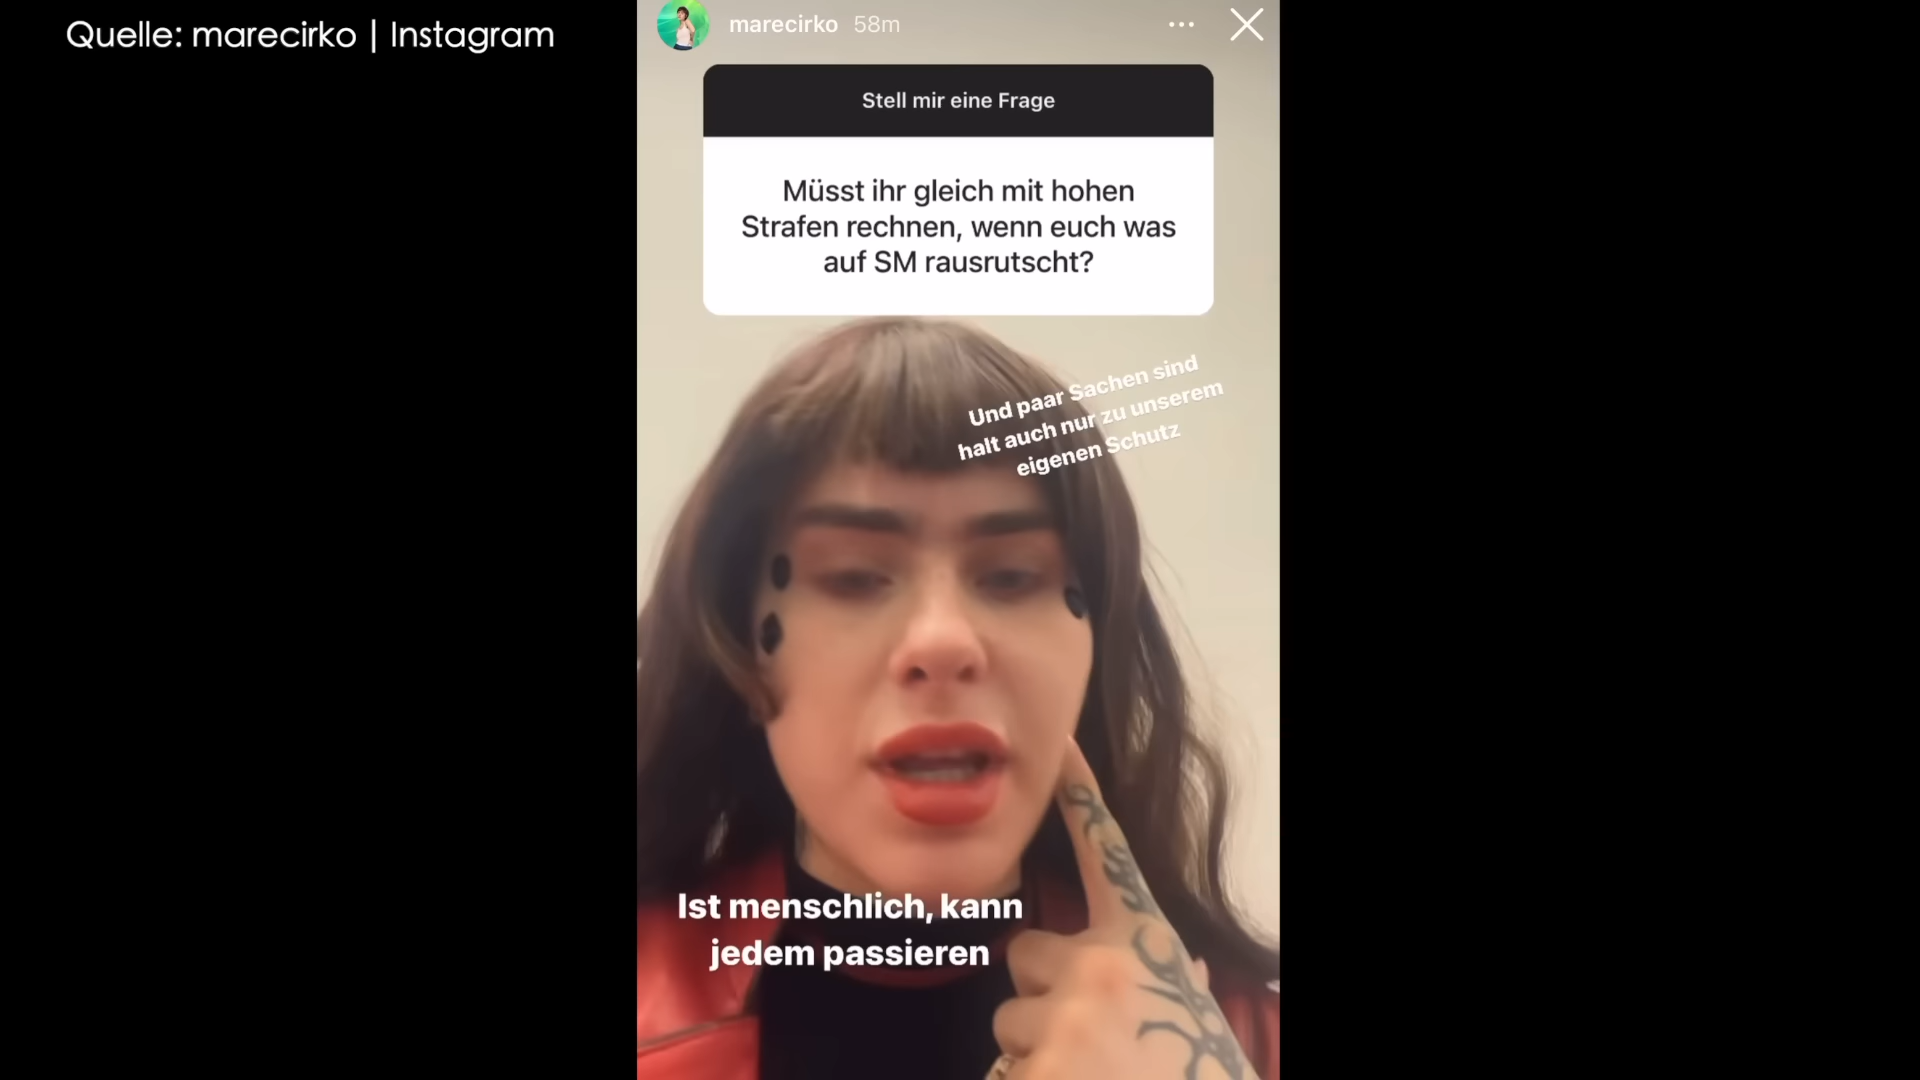 Quelle: marecirko | Instagram
marecirko 58m
Stell mir eine Frage
Müsst ihr gleich mit hohen
Strafen rechnen, wenn euch was
auf SM rausrutscht?
Und paar Sachen sind
halt auch nur zu unserem
eigenen Schutz
Ist menschlich, kann
jedem passieren